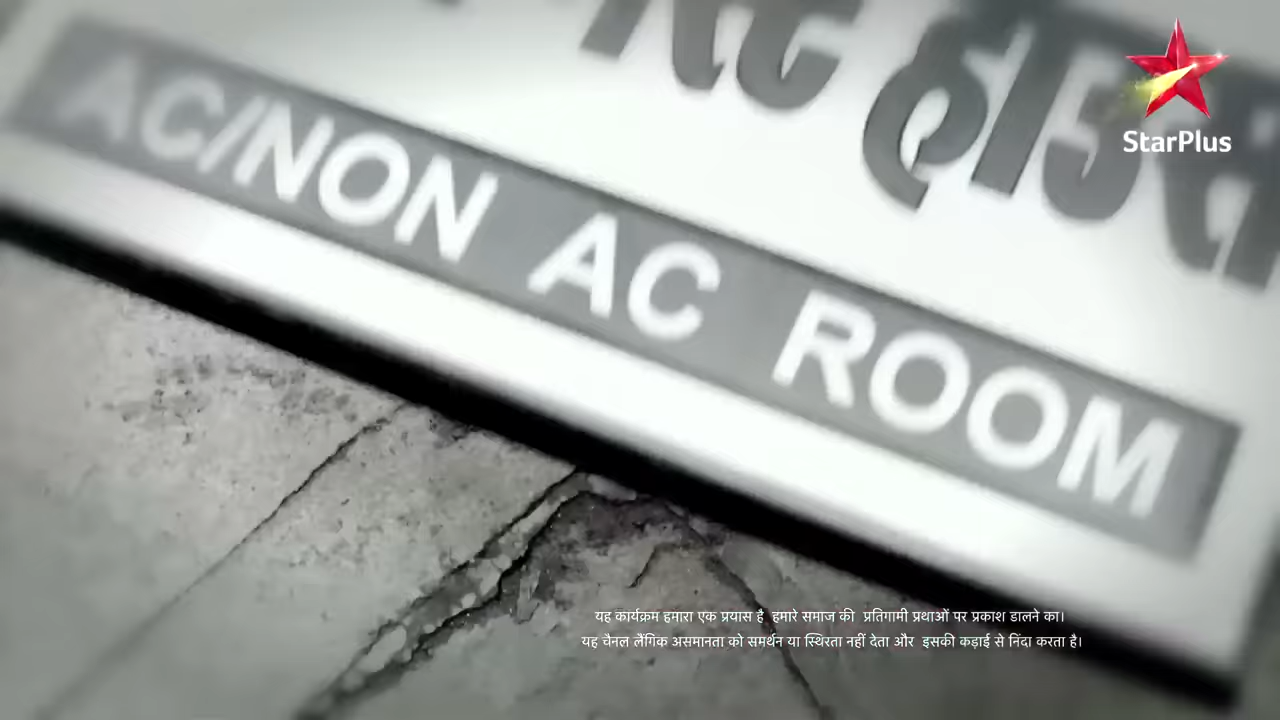 हाउस
StarPlus
AC/NON AC ROOM
यह कार्यक्रम हमारा एक प्रयास है हमारे समाज की प्रतिगामी प्रथाओं पर प्रकाश डालने का।
यह चैनल लैंगिक असमानता को समर्थन या स्थिरता नहीं देता और इसकी कड़ाई से निंदा करता है।